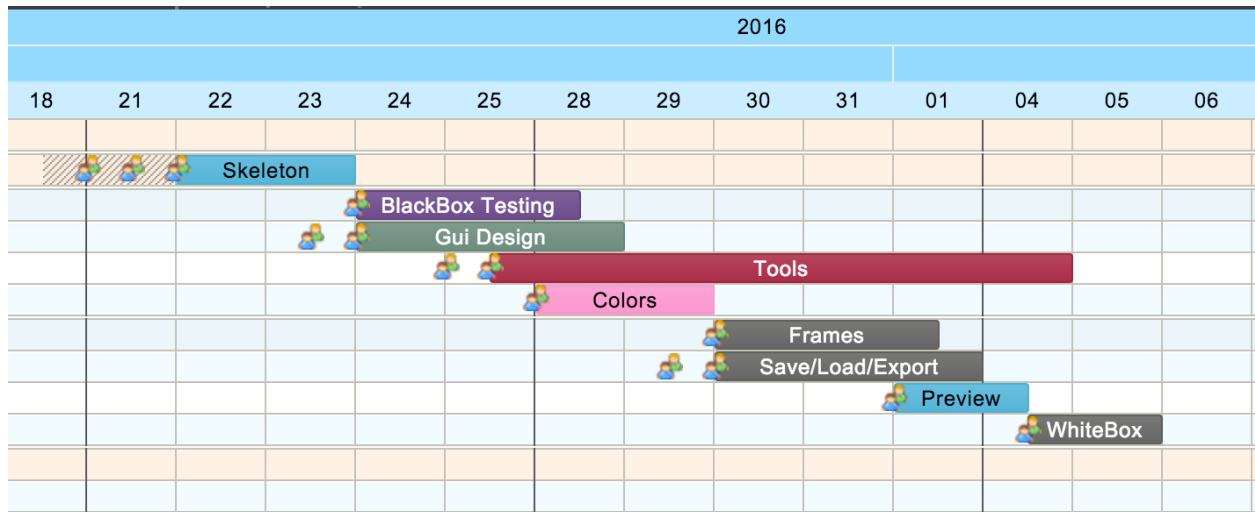 2016
18 21 22 23 24 25 28 29 30 31 01 04 05 06
Skeleton
BlackBox Testing
Gui Design
Tools
Colors
Frames
Save/Load/Export
Preview
WhiteBox